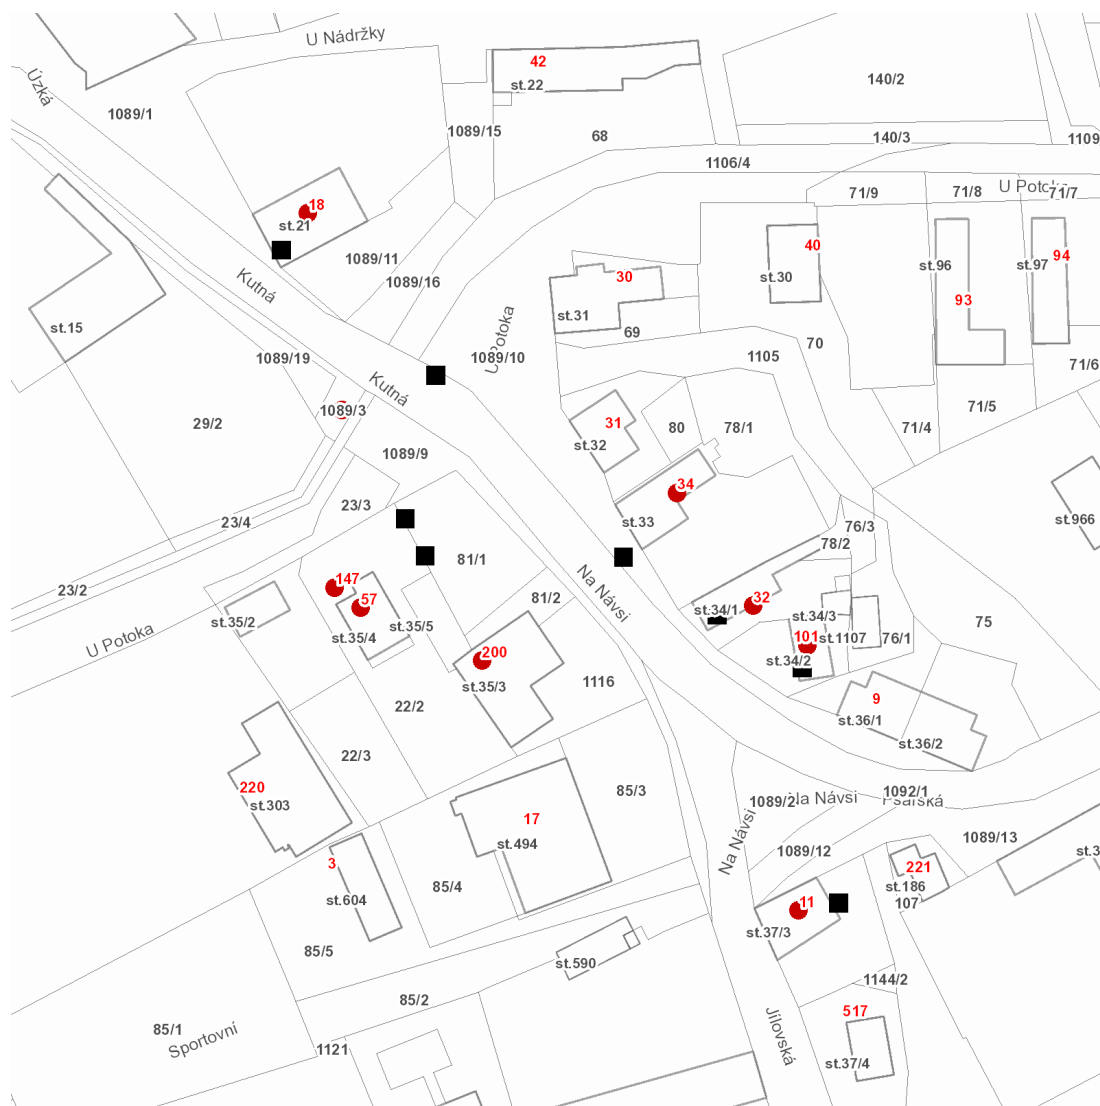 U Nádržky
42
st.22
140/2
Úzká
1089/1
1089/15
68
140/3
1109
1106/4
71/9
71/8
U Potoka
71/7
18
st.21
40
94
1089/11
1089/16
30
st.30
st.96
st.97
Kutná
93
st.31
st.15
69
U Potoka
1089/10
70
1105
1089/19
71/6
Kutná
1089/3
71/5
29/2
31
80
78/1
71/4
st.32
1089/9
34
23/3
23/4
st.33
76/3
st.966
78/2
81/1
147
Na Návsi
23/2
57
81/2
32
st.34/1
st.34/3
st.35/2
st.35/5
75
U Potoka
st.35/4
101
st.1107
76/1
200
st.34/2
st.35/3
1116
9
22/2
st.36/1
st.36/2
22/3
220
85/3
1092/1
st.303
1089/2
Na Návsi
Psárská
17
Na Návsi
1089/13
st.494
1089/12
st.3
3
221
85/4
st.186
st.604
11
107
st.37/3
85/5
st.590
1144/2
85/2
517
85/1
Sportovní
1121
Jílovská
st.37/4